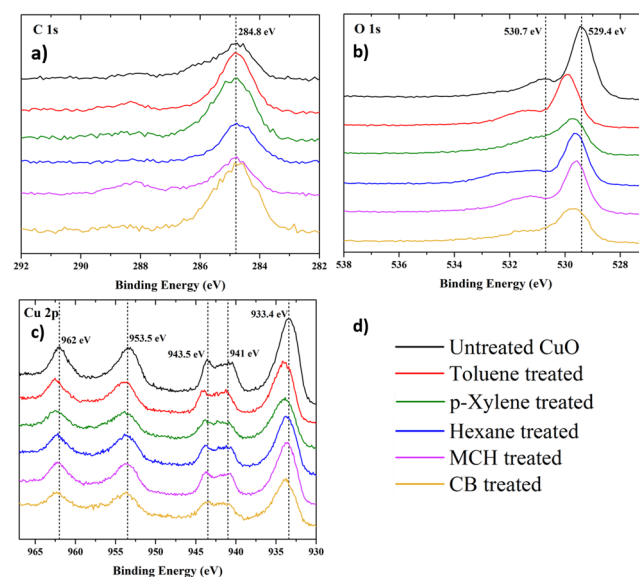 C 1s
a)
284.8 eV
292 290 288 286 284 282
Binding Energy (eV)
O 1s
b)
530.7 eV
529.4 eV
538 536 534 532 530 528
Binding Energy (eV)
Cu 2p
c)
962 eV
953.5 eV
943.5 eV
941 eV
933.4 eV
965 960 955 950 945 940 935 930
Binding Energy (eV)
d)
Untreated CuO
Toluene treated
p-Xylene treated
Hexane treated
MCH treated
CB treated